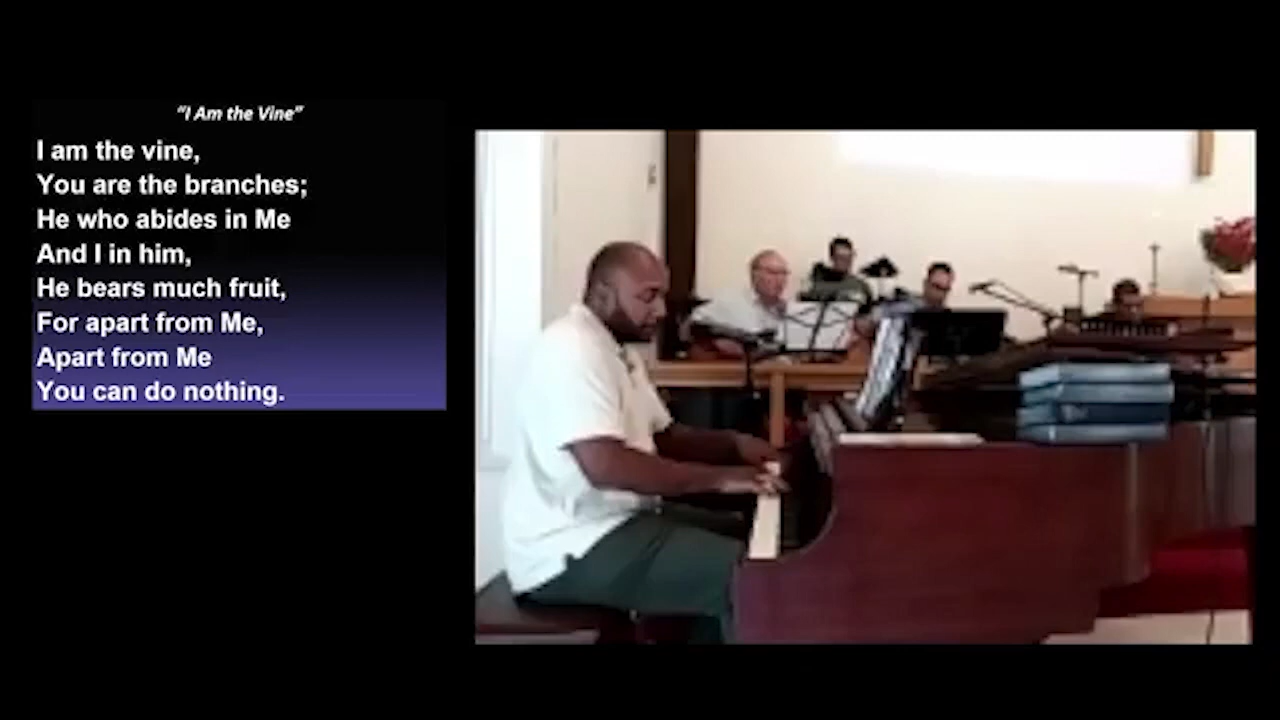 “I Am the Vine”
I am the vine,
You are the branches;
He who abides in Me
And I in him,
He bears much fruit,
For apart from Me,
Apart from Me
You can do nothing.